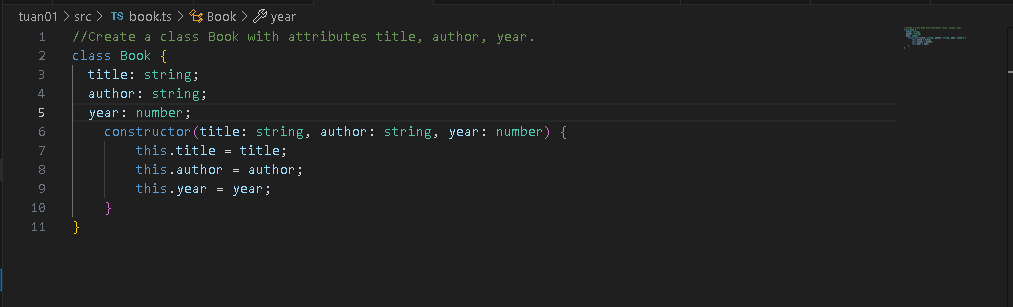 tuan01 > src > TS book.ts > Book > year
1 //Create a class Book with attributes title, author, year.
2 class Book {
3 title: string;
4 author: string;
5 year: number;
6 constructor(title: string, author: string, year: number) {
7 this.title = title;
8 this.author = author;
9 this.year = year;
10 }
11 }